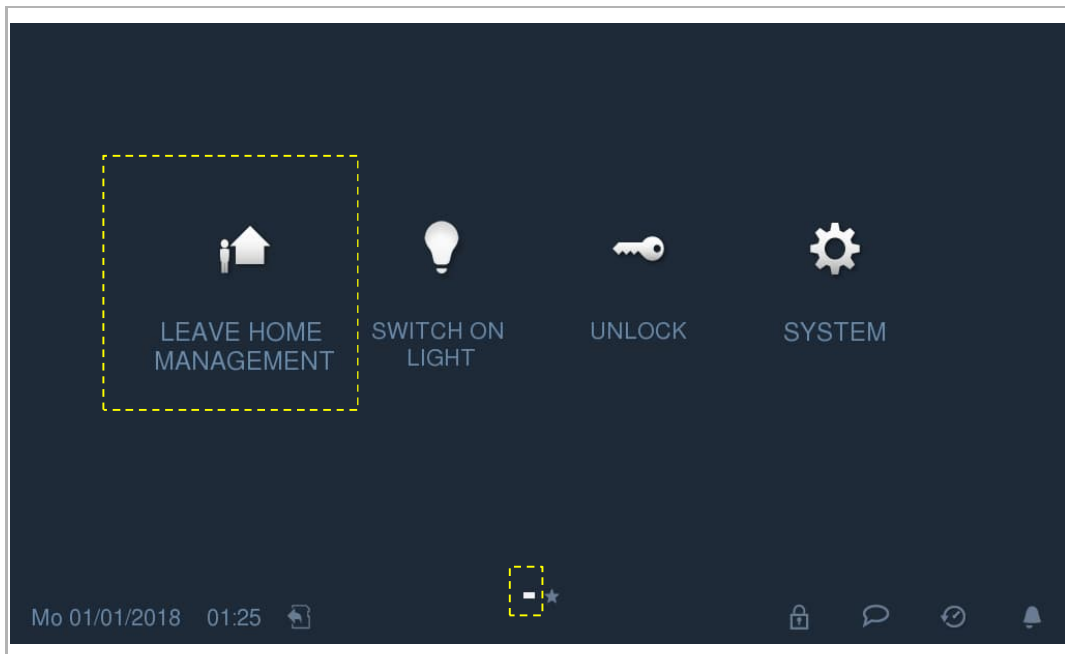 LEAVE HOME
MANAGEMENT
SWITCH ON
LIGHT
UNLOCK
SYSTEM
Mo 01/01/2018 01:25